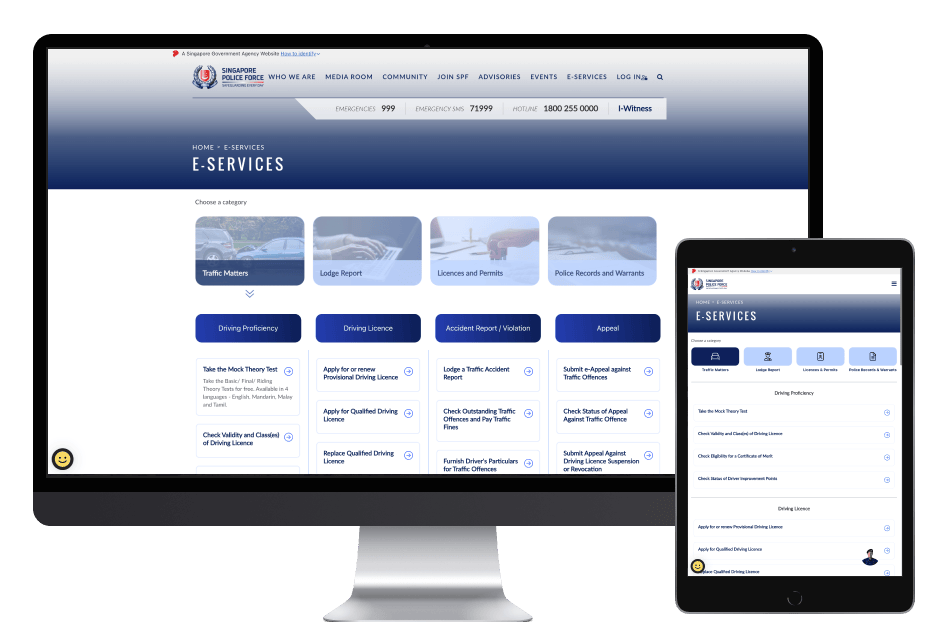 A Singapore Government Agency Website How to identify
SINGAPORE
POLICE FORCE
SAFEGUARDING EVERY DAY
WHO WE ARE MEDIA ROOM COMMUNITY JOIN SPF ADVISORIES EVENTS E-SERVICES LOG IN
EMERGENCIES 999 EMERGENCY SMS 71999 HOTLINE 1800 255 0000 I-Witness
HOME E-SERVICES
E-SERVICES
Choose a category
Traffic Matters Lodge Report Licences and Permits Police Records and Warrants
Driving Proficiency Driving Licence Accident Report / Violation Appeal
Take the Mock Theory Test
Take the Basic/ Final/ Riding
Theory Tests for free. Available in 4
languages - English, Mandarin, Malay
and Tamil.
Check Validity and Class(es)
of Driving Licence
Apply for or renew
Provisional Driving Licence
Apply for Qualified Driving
Licence
Replace Qualified Driving
Licence
Lodge a Traffic Accident
Report
Check Outstanding Traffic
Offences and Pay Traffic
Fines
Furnish Driver's Particulars
for Traffic Offences
Submit e-Appeal against
Traffic Offences
Check Status of Appeal
Against Traffic Offence
Submit Appeal Against
Driving Licence Suspension
or Revocation
A Singapore Government Agency Website How to identify
SINGAPORE
POLICE FORCE
HOME E-SERVICES
E-SERVICES
Choose a category
Traffic Matters Lodge Report Licences & Permits Police Records & Warrants
Driving Proficiency
Take the Mock Theory Test
Check Validity and Class(es) of Driving Licence
Check Eligibility for a Certificate of Merit
Check Status of Driver Improvement Points
Driving Licence
Apply for or renew Provisional Driving Licence
Apply for Qualified Driving Licence
Qualified Driving Licence